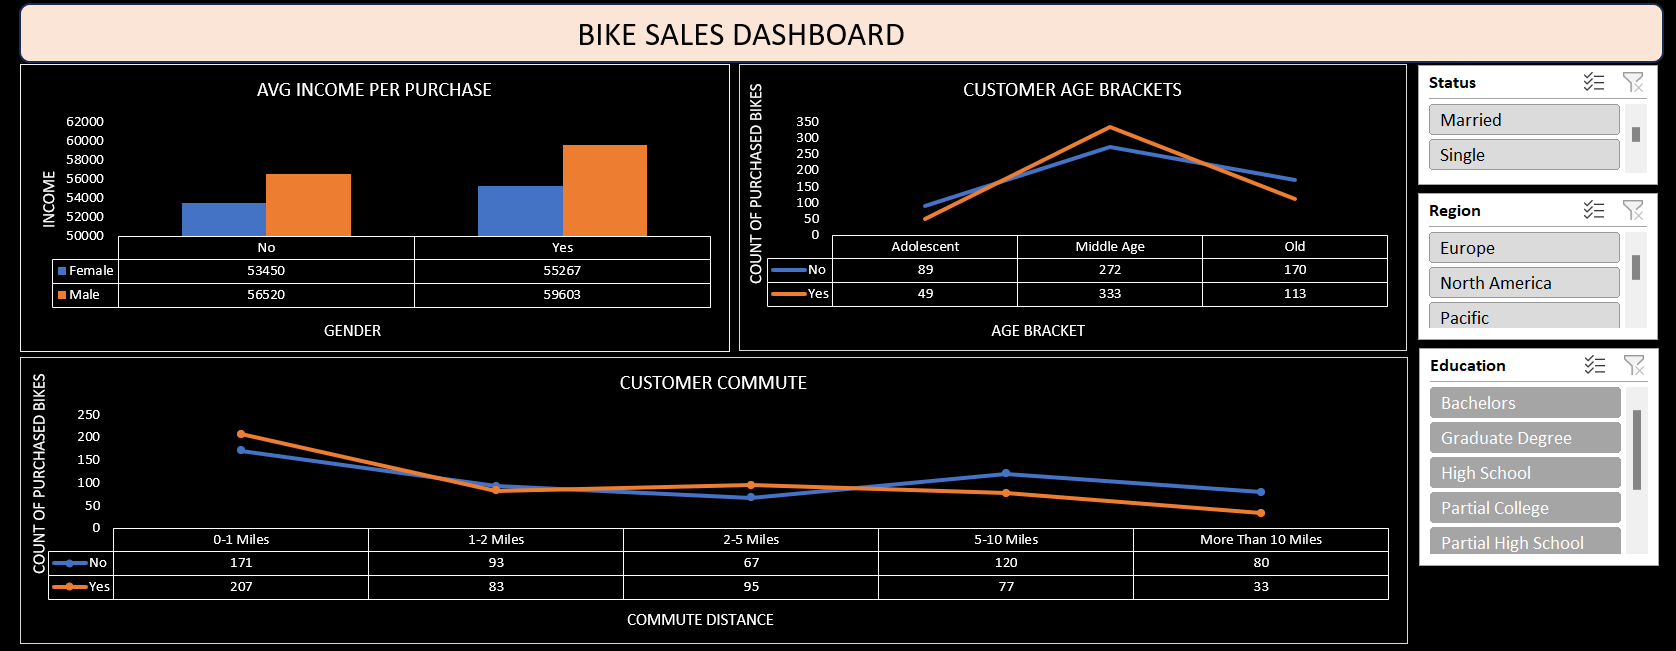 BIKE SALES DASHBOARD
AVG INCOME PER PURCHASE
INCOME
62000
60000
58000
56000
54000
52000
50000
No Yes
Female 53450 55267
Male 56520 59603
GENDER
CUSTOMER AGE BRACKETS
COUNT OF PURCHASED BIKES
350
300
250
200
150
100
50
0
Adolescent Middle Age Old
No 89 272 170
Yes 49 333 113
AGE BRACKET
CUSTOMER COMMUTE
COUNT OF PURCHASED BIKES
250
200
150
100
50
0
0-1 Miles 1-2 Miles 2-5 Miles 5-10 Miles More Than 10 Miles
No 171 93 67 120 80
Yes 207 83 95 77 33
COMMUTE DISTANCE
Status
Married
Single
Region
Europe
North America
Pacific
Education
Bachelors
Graduate Degree
High School
Partial College
Partial High School